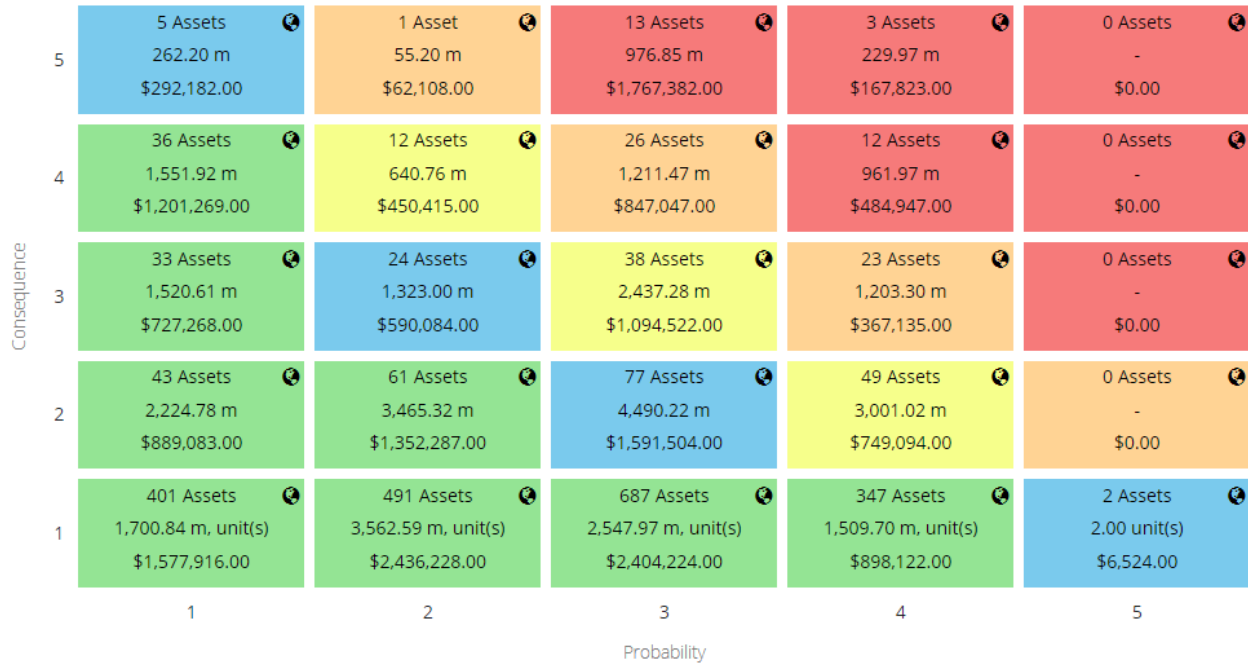 5 Assets
262.20 m
$292,182.00
1 Asset
55.20 m
$62,108.00
13 Assets
976.85 m
$1,767,382.00
3 Assets
229.97 m
$167,823.00
0 Assets
-
$0.00
5
36 Assets
1,551.92 m
$1,201,269.00
12 Assets
640.76 m
$450,415.00
26 Assets
1,211.47 m
$847,047.00
12 Assets
961.97 m
$484,947.00
0 Assets
-
$0.00
4
33 Assets
1,520.61 m
$727,268.00
24 Assets
1,323.00 m
$590,084.00
38 Assets
2,437.28 m
$1,094,522.00
23 Assets
1,203.30 m
$367,135.00
0 Assets
-
$0.00
3
Consequence
43 Assets
2,224.78 m
$889,083.00
61 Assets
3,465.32 m
$1,352,287.00
77 Assets
4,490.22 m
$1,591,504.00
49 Assets
3,001.02 m
$749,094.00
0 Assets
-
$0.00
2
401 Assets
1,700.84 m, unit(s)
$1,577,916.00
491 Assets
3,562.59 m, unit(s)
$2,436,228.00
687 Assets
2,547.97 m, unit(s)
$2,404,224.00
347 Assets
1,509.70 m, unit(s)
$898,122.00
2 Assets
2.00 unit(s)
$6,524.00
1
1 2 3 4 5
Probability